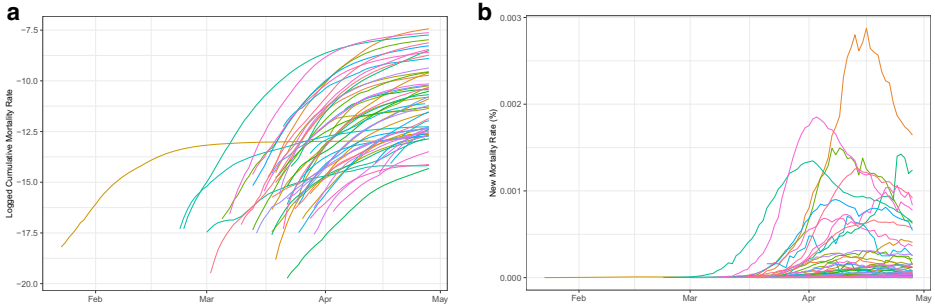 a
Logged Cumulative Mortality Rate
−7.5
−10.0
−12.5
−15.0
−17.5
−20.0
Feb
Mar
Apr
May
b
New Mortality Rate (%)
0.003
0.002
0.001
0.000
Feb
Mar
Apr
May